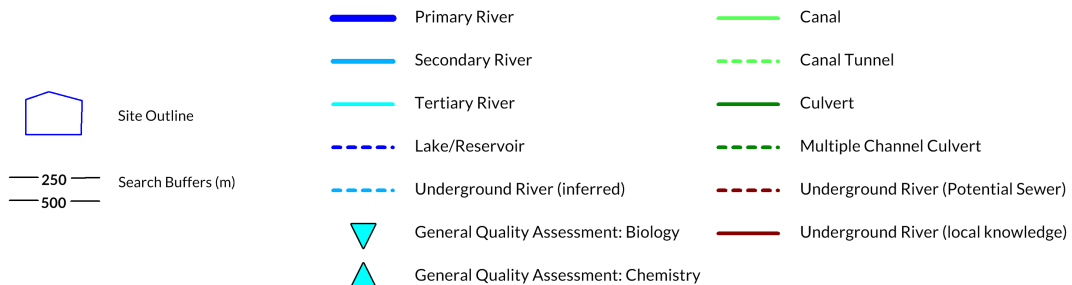 Site Outline
250
500
Search Buffers (m)
Primary River
Secondary River
Tertiary River
Lake/Reservoir
Underground River (inferred)
General Quality Assessment: Biology
General Quality Assessment: Chemistry
Canal
Canal Tunnel
Culvert
Multiple Channel Culvert
Underground River (Potential Sewer)
Underground River (local knowledge)